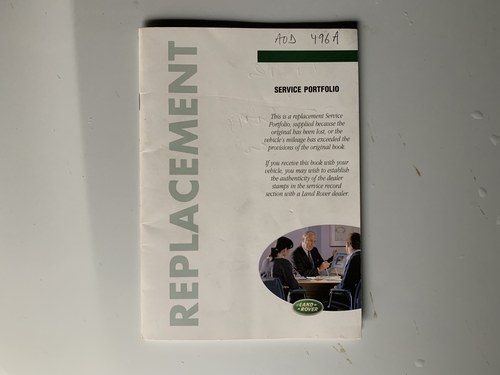 AOD 496A
REPLACEMENT
SERVICE PORTFOLIO
This is a replacement Service
Portfolio, supplied because the
original has been lost, or the
vehicle's mileage has exceeded the
provisions of the original book
If you receive this book with your
vehicle, you may wish to establish
the authenticity of the dealer
stamps in the service record
section with a Land Rover dealer
LAND
ROVER